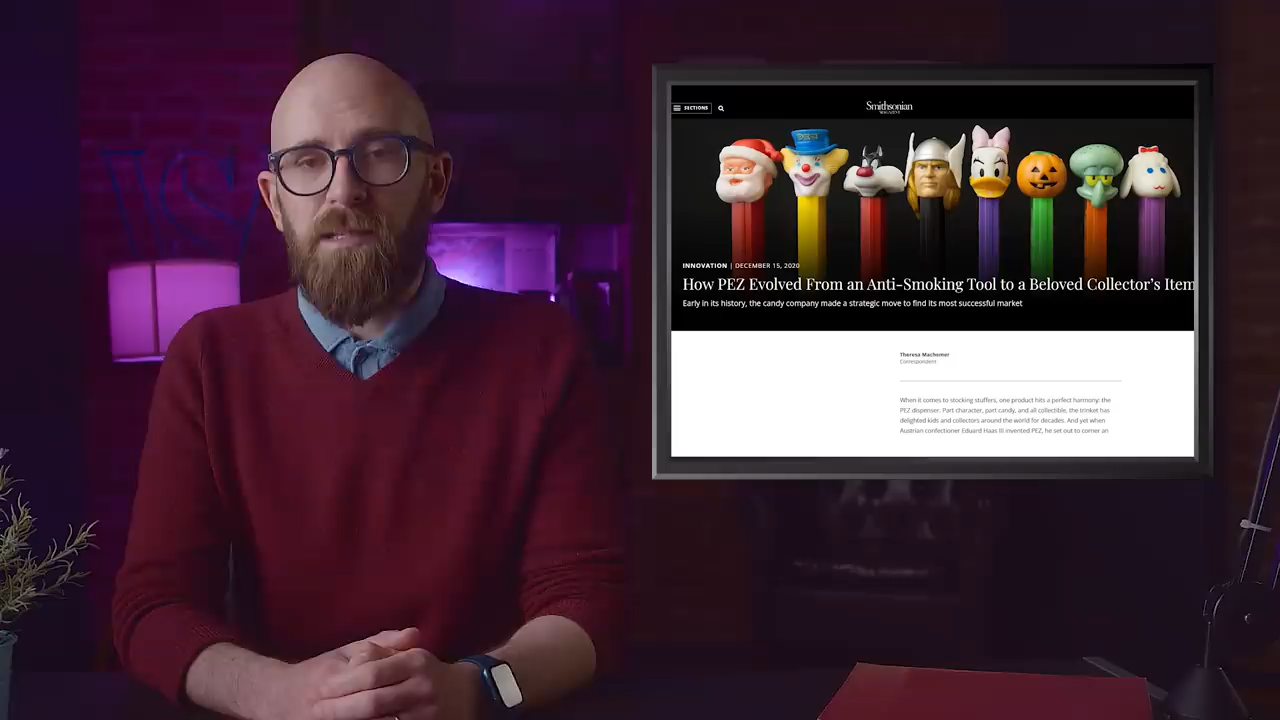 SECTIONS
Smithsonian
MAGAZINE
INNOVATION | DECEMBER 15, 2020
How PEZ Evolved From an Anti-Smoking Tool to a Beloved Collector's Item
Early in its history, the candy company made a strategic move to find its most successful market
Theresa Machemer
Correspondent
When it comes to stocking stuffers, one product hits a perfect harmony: the
PEZ dispenser. Part character, part candy, and all collectible, the trinket has
delighted kids and collectors around the world for decades. And yet when
Austrian confectioner Eduard Haas III invented PEZ, he set out to corner an